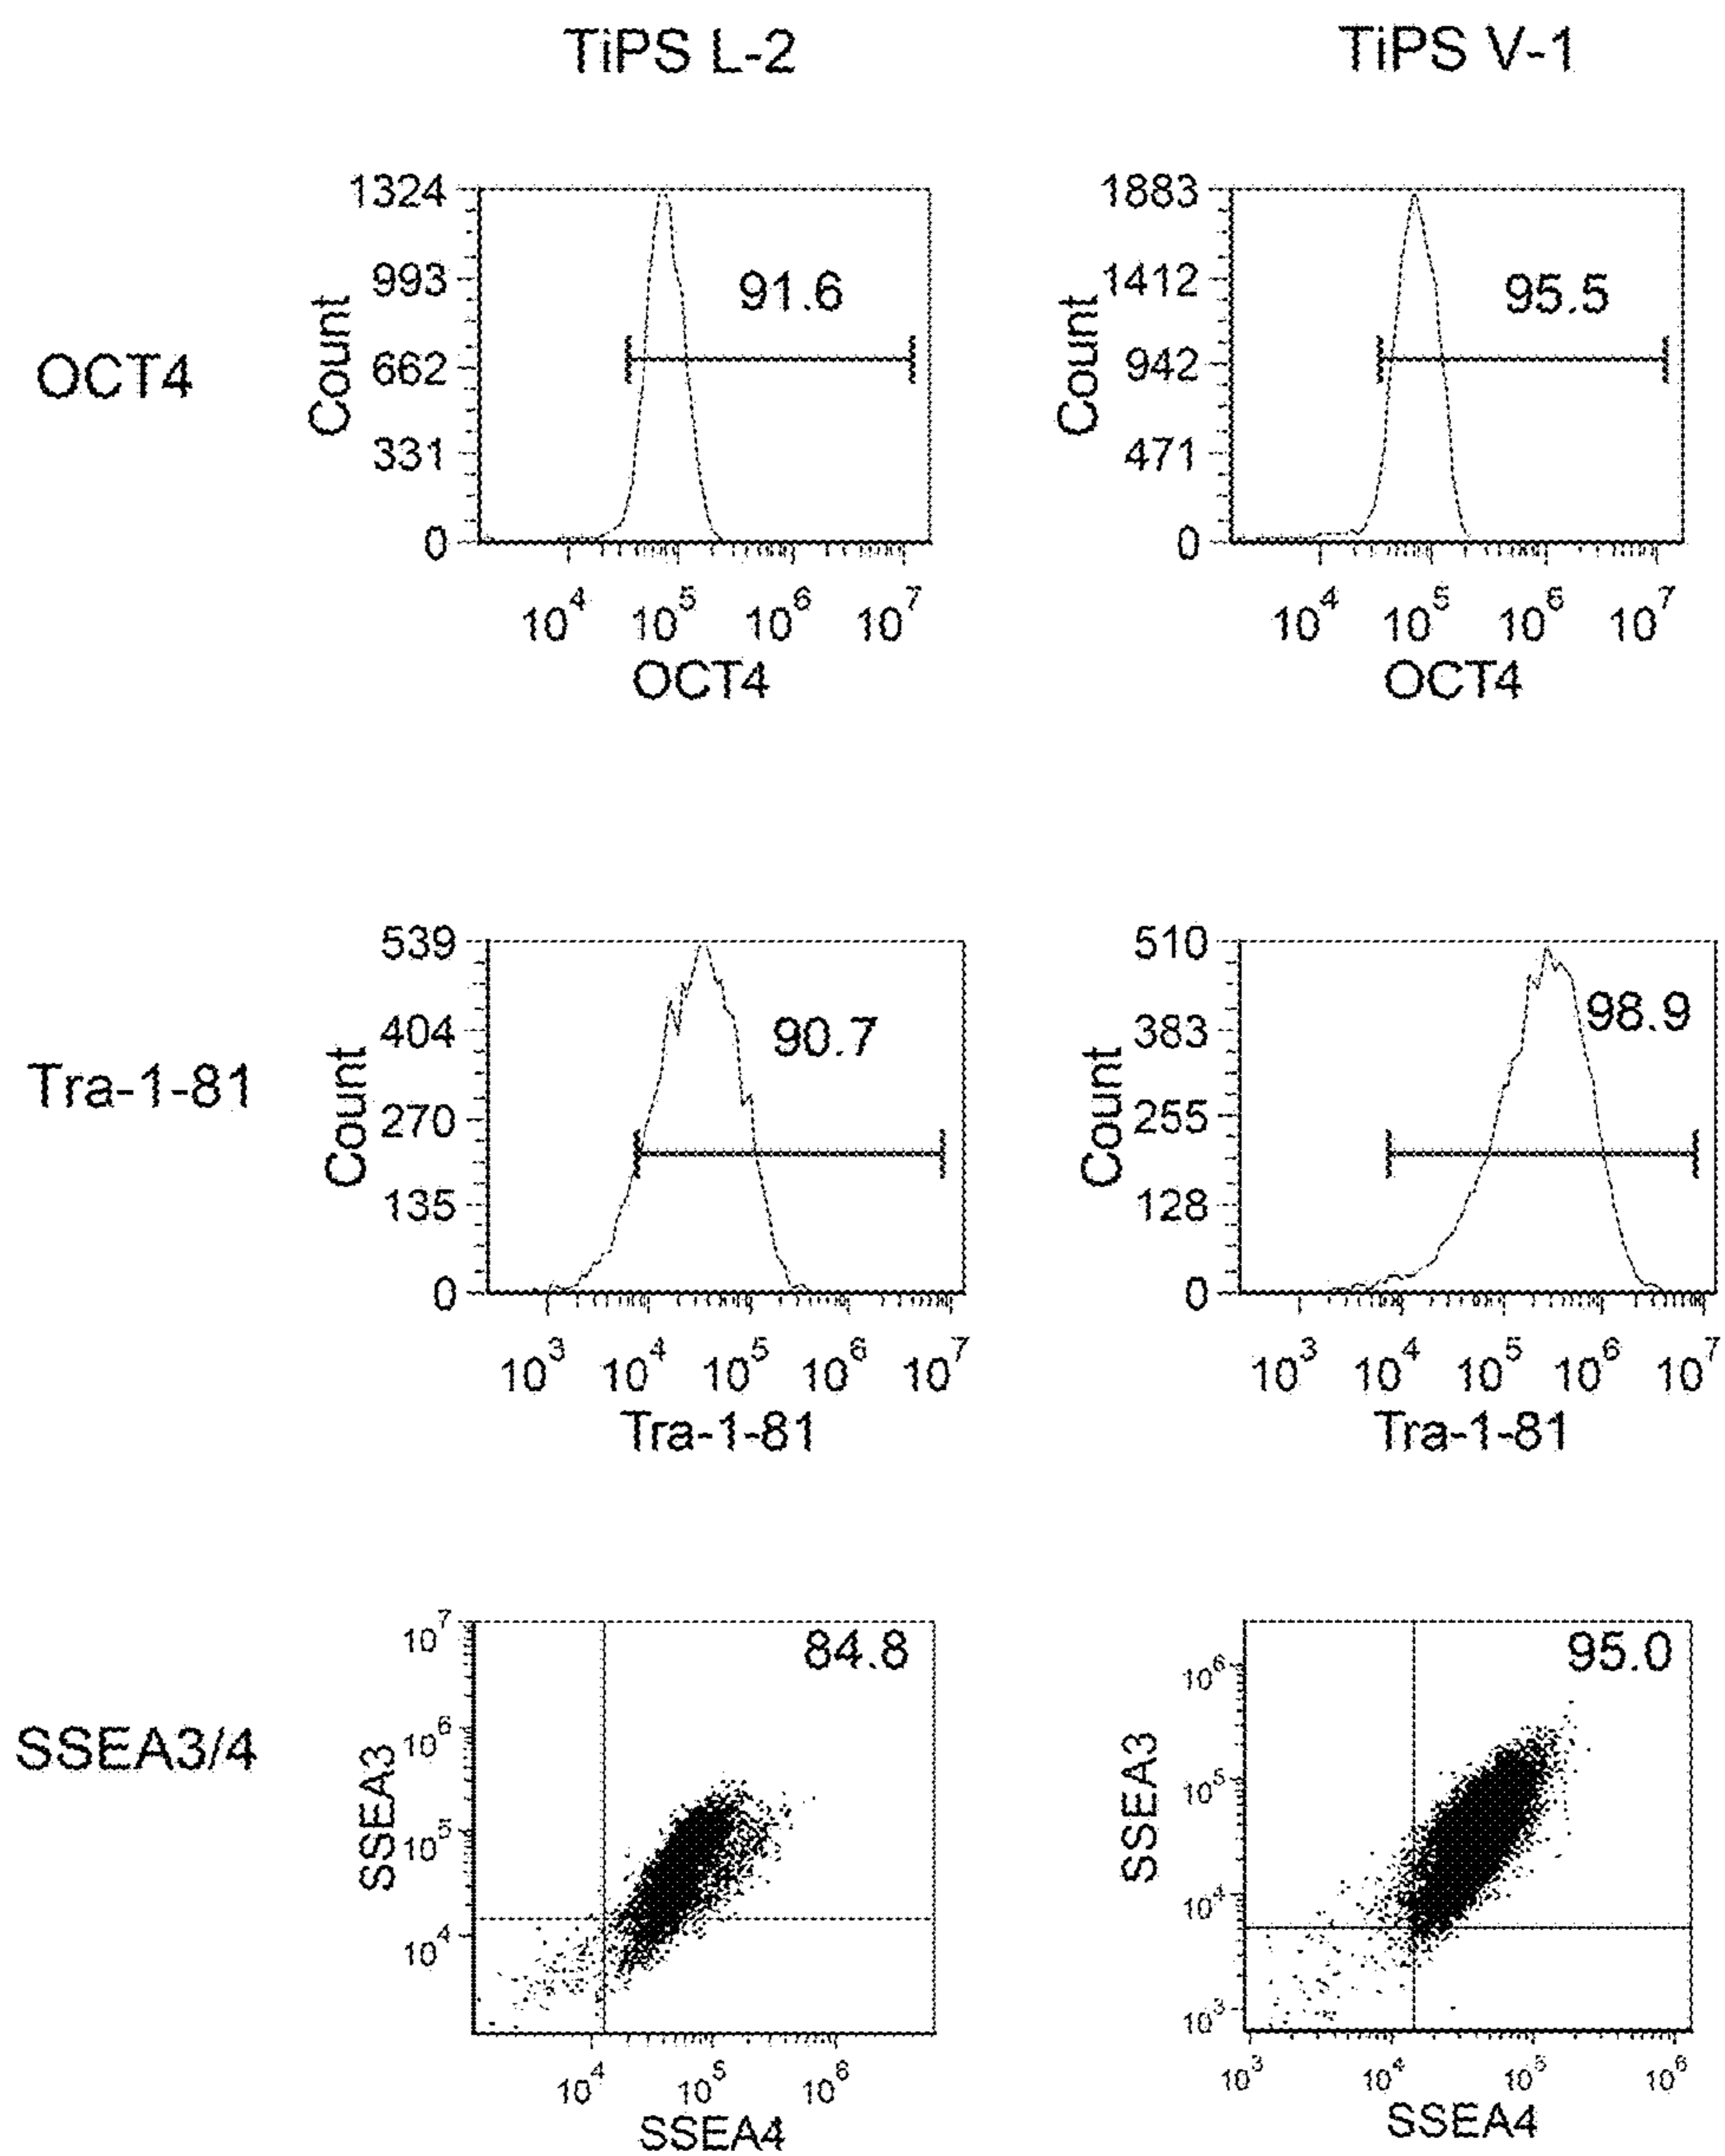 TiPS L-2
TiPS V-1
OCT4
Count
1324
993
662
331
0
91.6
10^4 10^5 10^6 10^7
OCT4
Count
1883
1412
942
471
0
95.5
10^4 10^5 10^6 10^7
OCT4
Tra-1-81
Count
539
404
270
135
0
90.7
10^3 10^4 10^5 10^6 10^7
Tra-1-81
Count
510
383
255
128
0
98.9
10^3 10^4 10^5 10^6 10^7
Tra-1-81
SSEA3/4
SSEA3
10^7
10^6
10^5
10^4
84.8
10^4 10^5 10^6
SSEA4
SSEA3
10^6
10^5
10^4
10^3
95.0
10^3 10^4 10^5 10^6
SSEA4